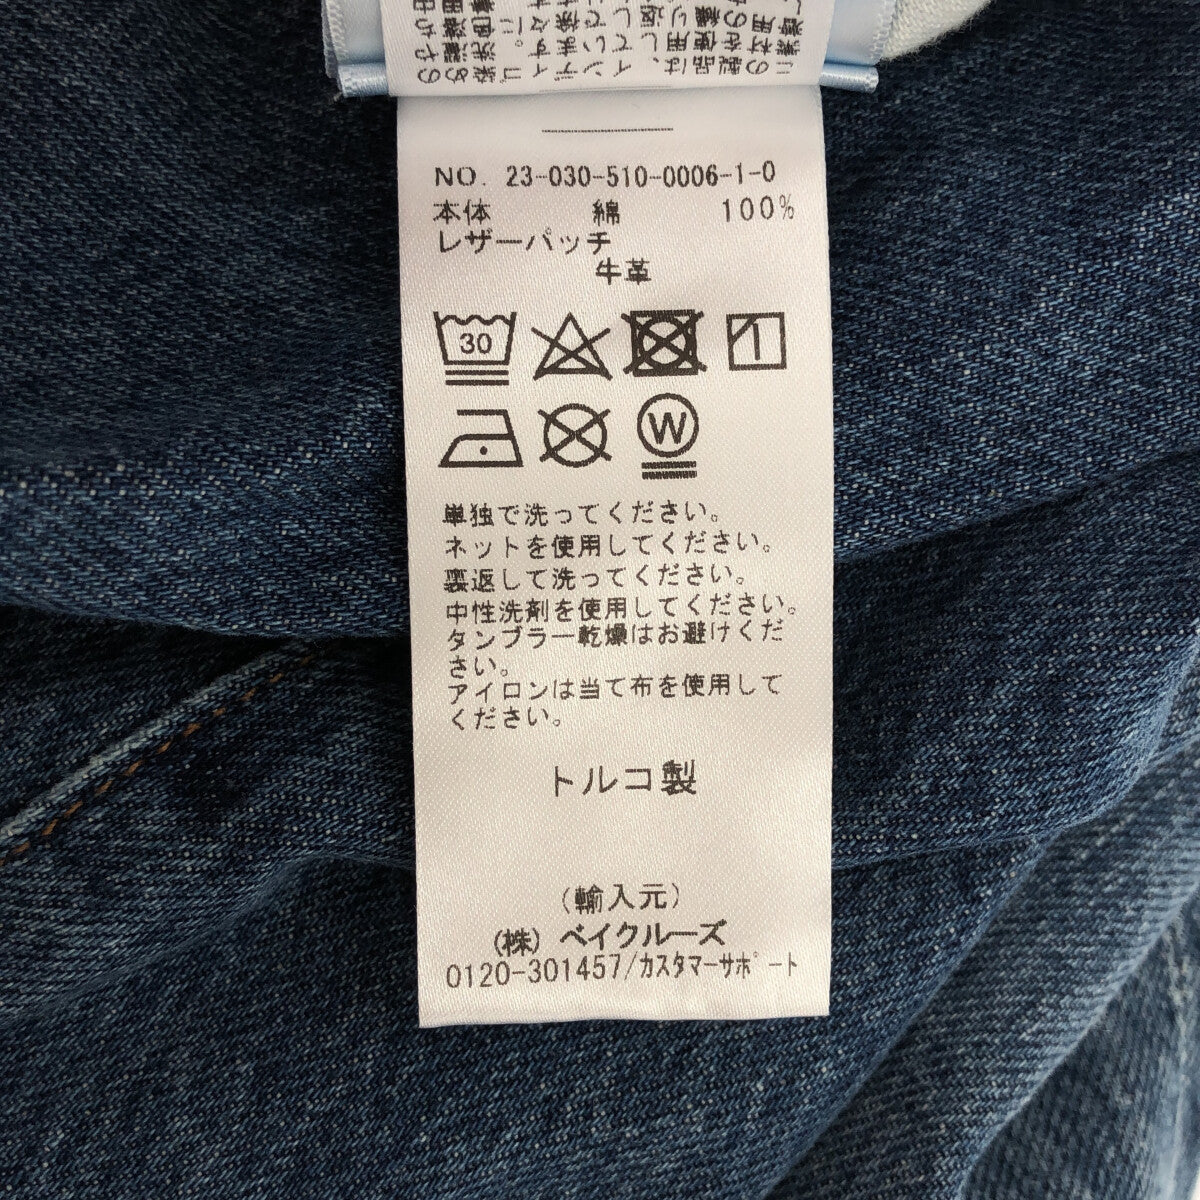 NO. 23-030-510-0006-1-0
本体 綿 100%
レザーパッチ
牛革
30
W
単独で洗ってください。
ネットを使用してください。
裏返して洗ってください。
中性洗剤を使用してください。
タンブラー乾燥はお避けくだ
さい。
アイロンは当て布を使用して
ください。
トルコ製
(輸入元)
(株) ベイクルーズ
0120-301457/カスタマーサポート